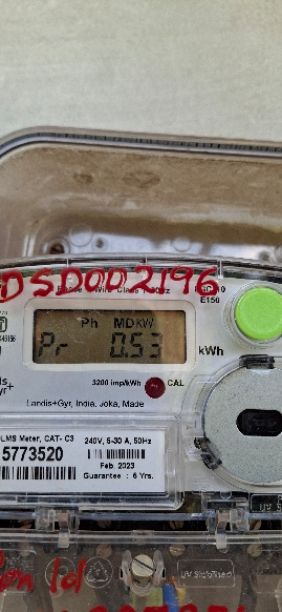 DSD002196
E150
Ph MDKW
Pr 0.53 kWh
3200 imp/kWh CAL
Landis+Gyr, India. Joka, Made
LMS Meter, CAT- C3
5773520
240V, 5-30 A, 50Hz
Feb 2023
Guarantee : 5 Yrs.